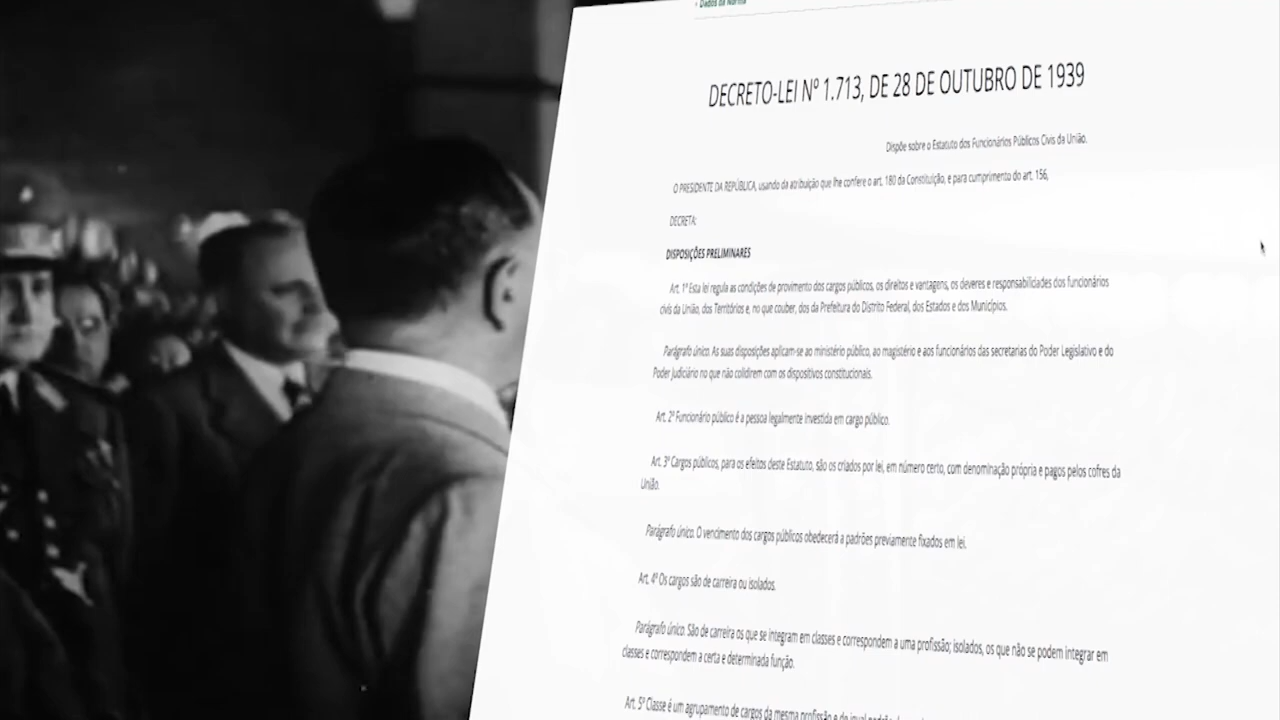 Dados da Norma
DECRETO-LEI Nº 1.713, DE 28 DE OUTUBRO DE 1939
Dispõe sobre o Estatuto dos Funcionários Públicos Civis da União.
O PRESIDENTE DA REPÚBLICA, usando da atribuição que lhe confere o art. 180 da Constituição, e para cumprimento do art. 156,
DECRETA:
DISPOSIÇÕES PRELIMINARES
Art. 1º Esta lei regula as condições de provimento dos cargos públicos, os direitos e vantagens, os deveres e responsabilidades dos funcionários
civis da União, dos Territórios e, no que couber, dos da Prefeitura do Distrito Federal, dos Estados e dos Municípios.
Parágrafo único. As suas disposições aplicam-se ao ministério público, ao magistério e aos funcionários das secretarias do Poder Legislativo e do
Poder Judiciário no que não colidirem com os dispositivos constitucionais.
Art. 2º Funcionário público é a pessoa legalmente investida em cargo público.
Art. 3º Cargos públicos, para os efeitos deste Estatuto, são os criados por lei, em número certo, com denominação própria e pagos pelos cofres da
União.
Parágrafo único. O vencimento dos cargos públicos obedecerá a padrões previamente fixados em lei.
Art. 4º Os cargos são de carreira ou isolados.
Parágrafo único. São de carreira os que se integram em classes e correspondem a uma profissão; isolados, os que não se podem integrar em
classes e correspondem a certa e determinada função.
Art. 5º Classe é um agrupamento de cargos da mesma profissão e de igual